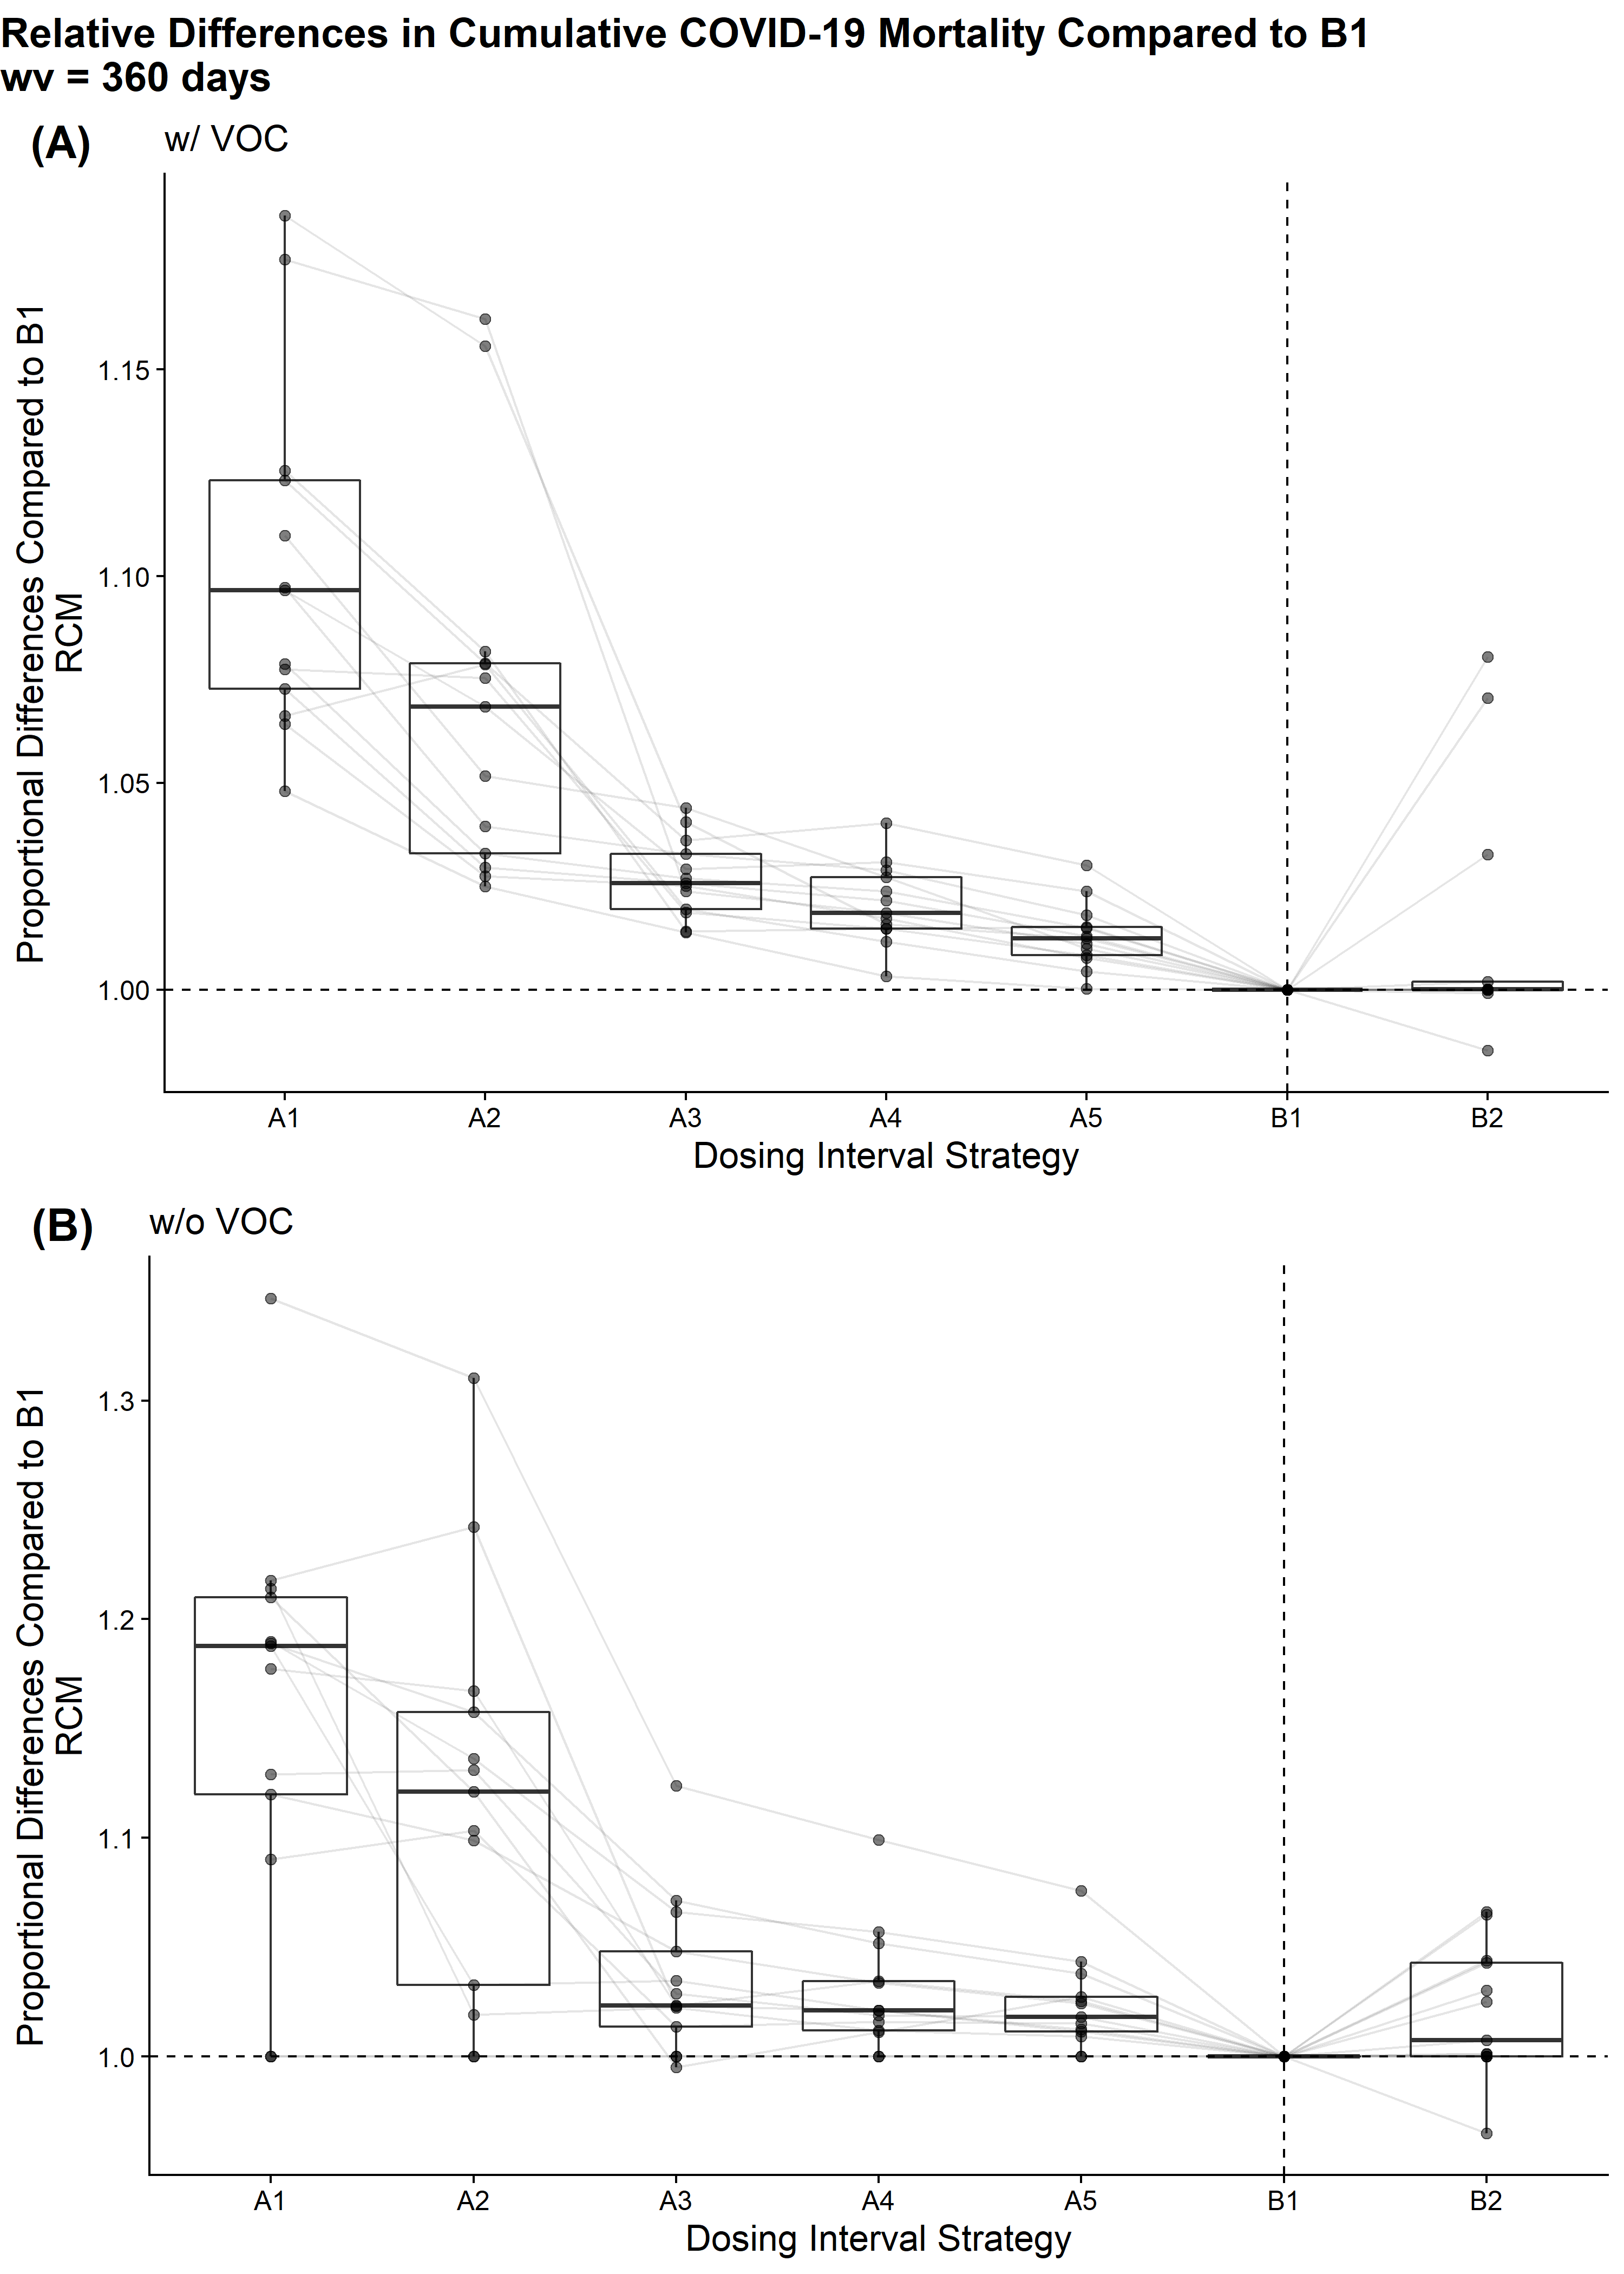 Relative Differences in Cumulative COVID-19 Mortality Compared to B1
wv = 360 days
(A)
w/ VOC
Proportional Differences Compared to B1
RCM
1.15
1.10
1.05
1.00
A1 A2 A3 A4 A5 B1 B2
Dosing Interval Strategy
(B)
w/o VOC
Proportional Differences Compared to B1
RCM
1.3
1.2
1.1
1.0
A1 A2 A3 A4 A5 B1 B2
Dosing Interval Strategy